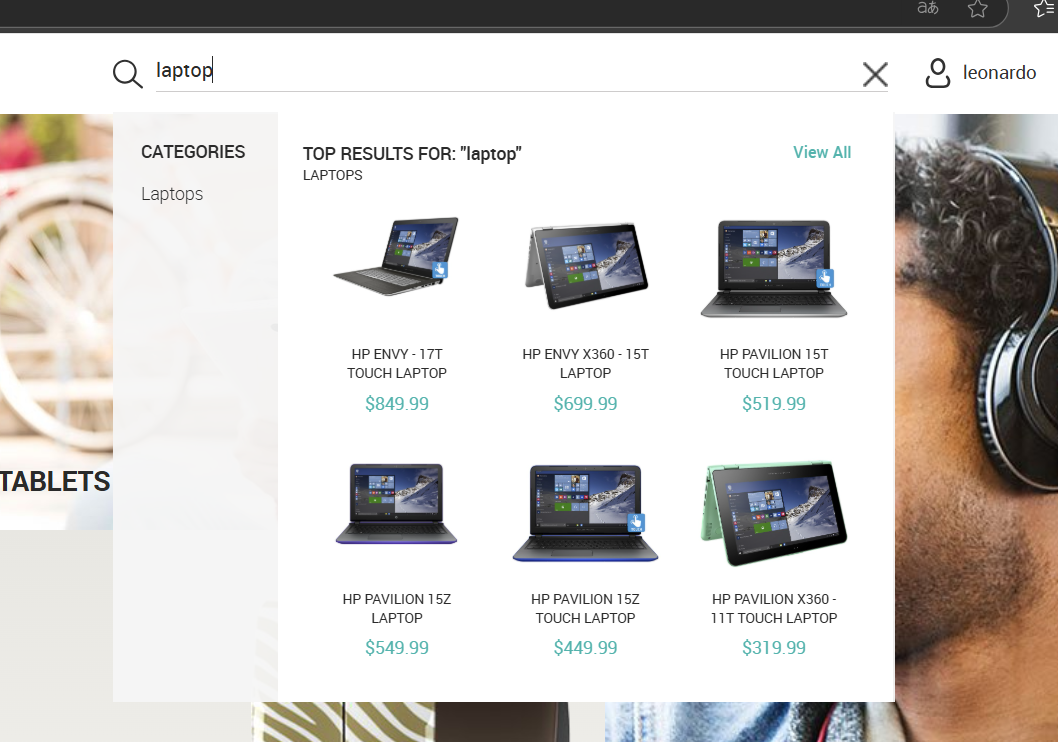 aあ
laptop
leonardo
CATEGORIES
Laptops
TOP RESULTS FOR: "laptop"
View All
LAPTOPS
HP ENVY - 17T
TOUCH LAPTOP
$849.99
HP ENVY X360 - 15T
LAPTOP
$699.99
HP PAVILION 15T
TOUCH LAPTOP
$519.99
TABLETS
HP PAVILION 15Z
LAPTOP
$549.99
HP PAVILION 15Z
TOUCH LAPTOP
$449.99
HP PAVILION X360 -
11T TOUCH LAPTOP
$319.99